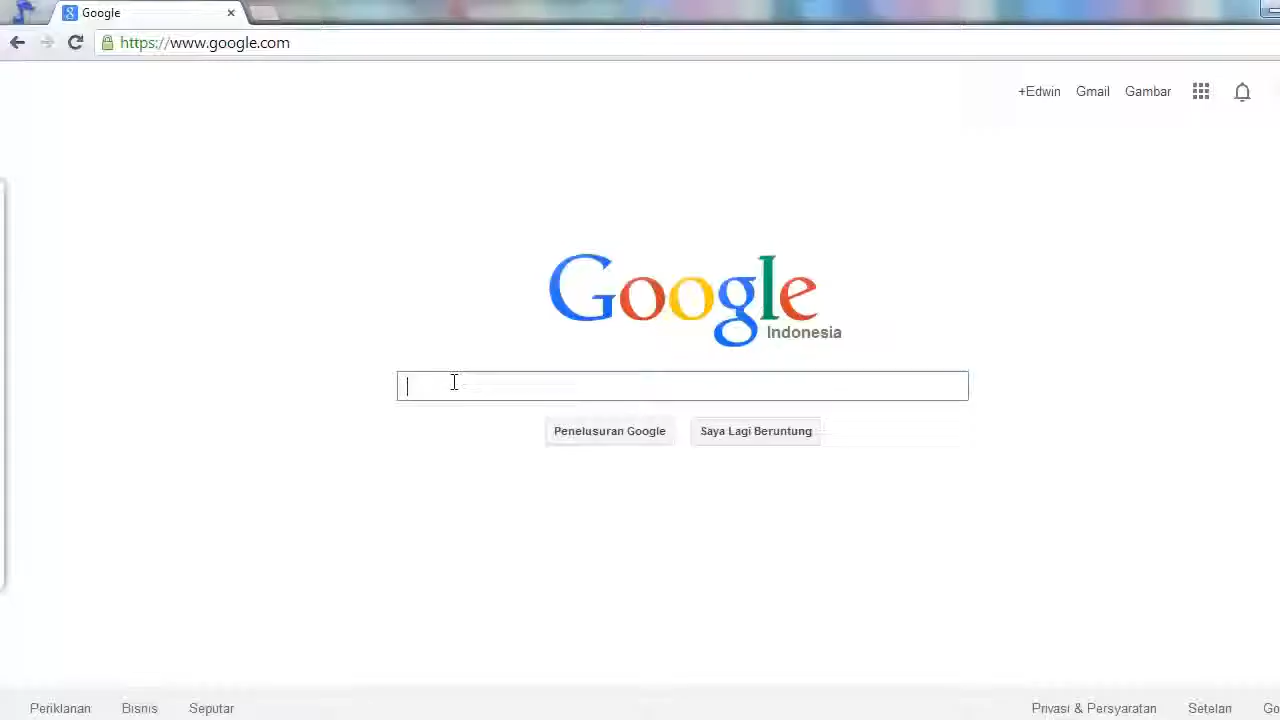 Google
https://www.google.com
+Edwin Gmail Gambar
Google
Indonesia
Penelusuran Google Saya Lagi Beruntung
Periklanan Bisnis Seputar Privasi & Persyaratan Setelan Go